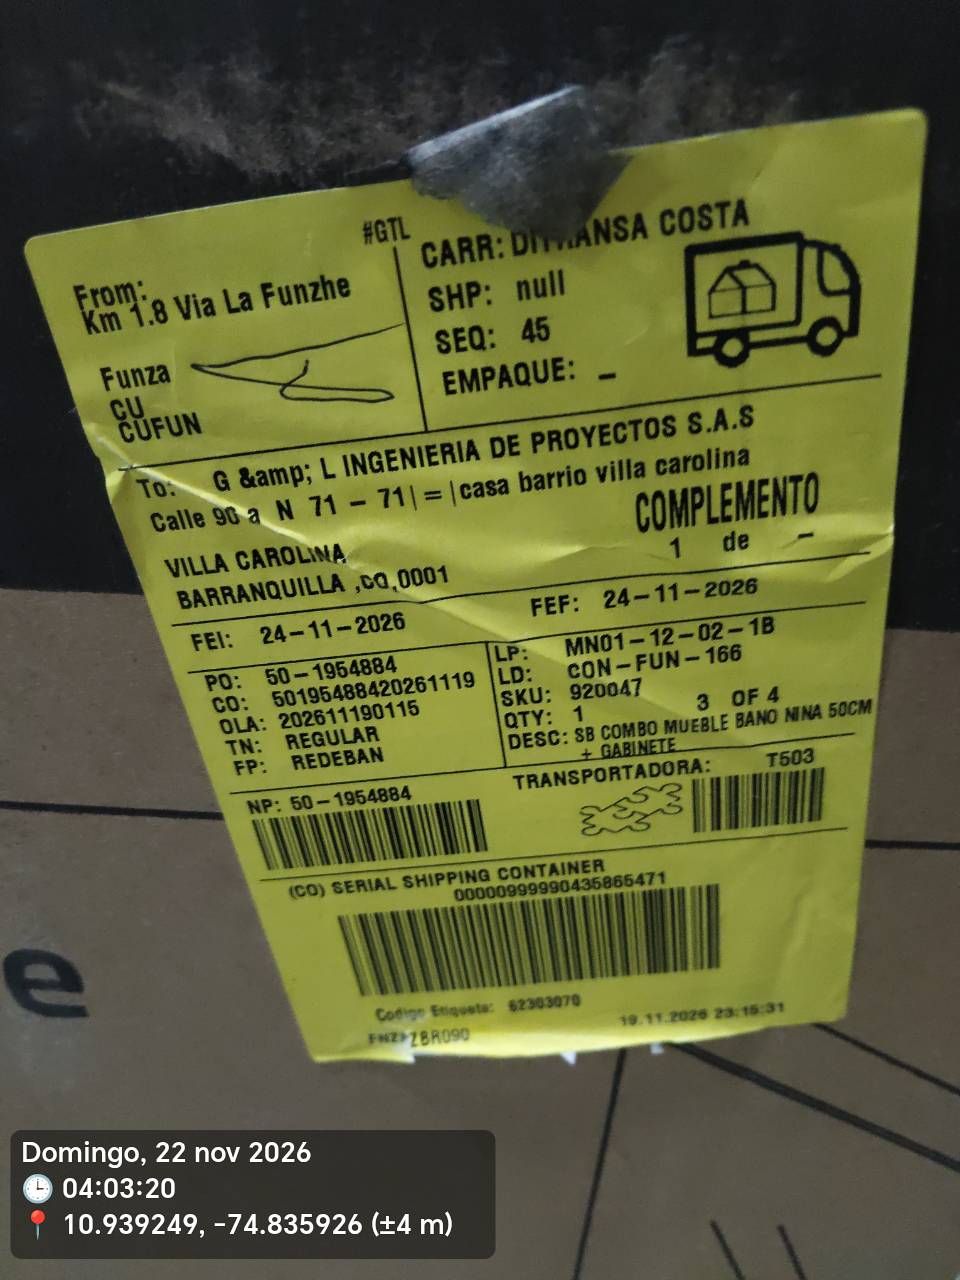 #GTL
From:
Km 1.8 Via La Funzhe
Funza
CU
CUFUN
CARR: COSTA
SHP: null
SEQ: 45
EMPAQUE: –
To: G &amp; L INGENIERIA DE PROYECTOS S.A.S
Calle 90 a N 71 – 71| = |casa barrio villa carolina
COMPLEMENTO
1 de –
VILLA CAROLINA
BARRANQUILLA ,CO,0001
FEI: 24–11–2026
FEF: 24–11–2026
PO: 50–1954884
CO: 50195488420261119
OLA: 202611190115
TN: REGULAR
FP: REDEBAN
LP: MN01–12–02–1B
LD: CON–FUN–166
SKU: 920047
QTY: 1 3 OF 4
DESC: SB COMBO MUEBLE BANO NINA 50CM
+ GABINETE
NP: 50–1954884
TRANSPORTADORA: T503
(CO) SERIAL SHIPPING CONTAINER
00000999990435865471
Codigo Etiqueta: 62303070
19.11.2026 23:15:31
e
Domingo, 22 nov 2026
04:03:20
10.939249, -74.835926 (±4 m)